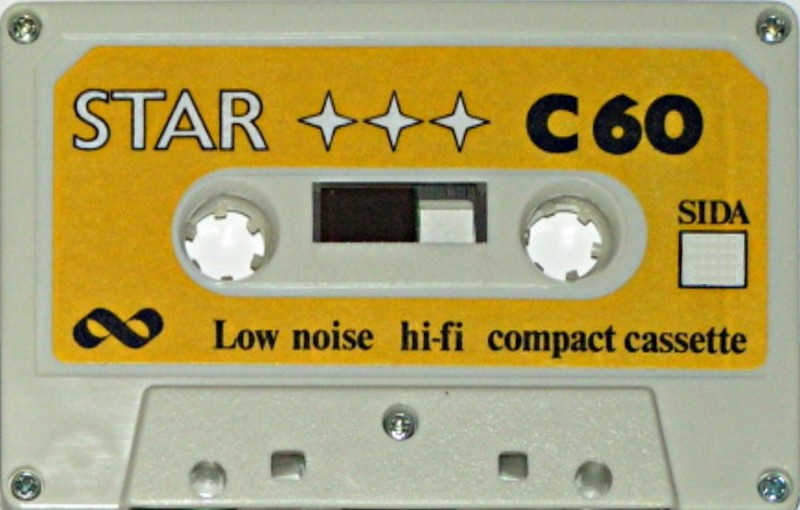 STAR C60
SIDA
Low noise hi-fi compact cassette